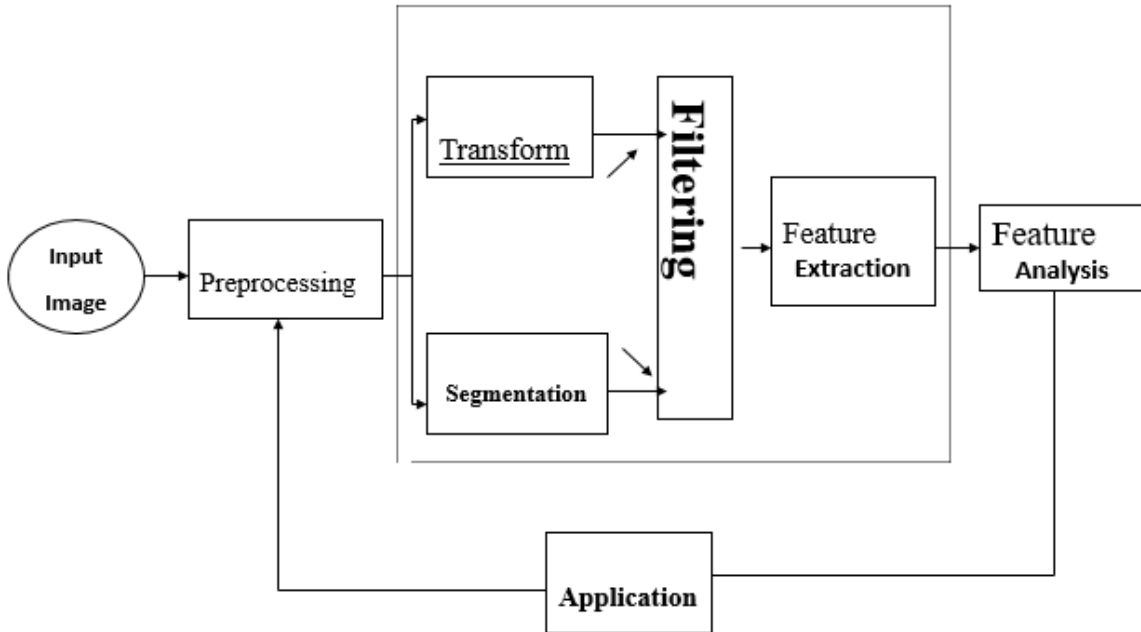 Input
Image
Preprocessing
Transform
Segmentation
Filtering
Feature
Extraction
Feature
Analysis
Application